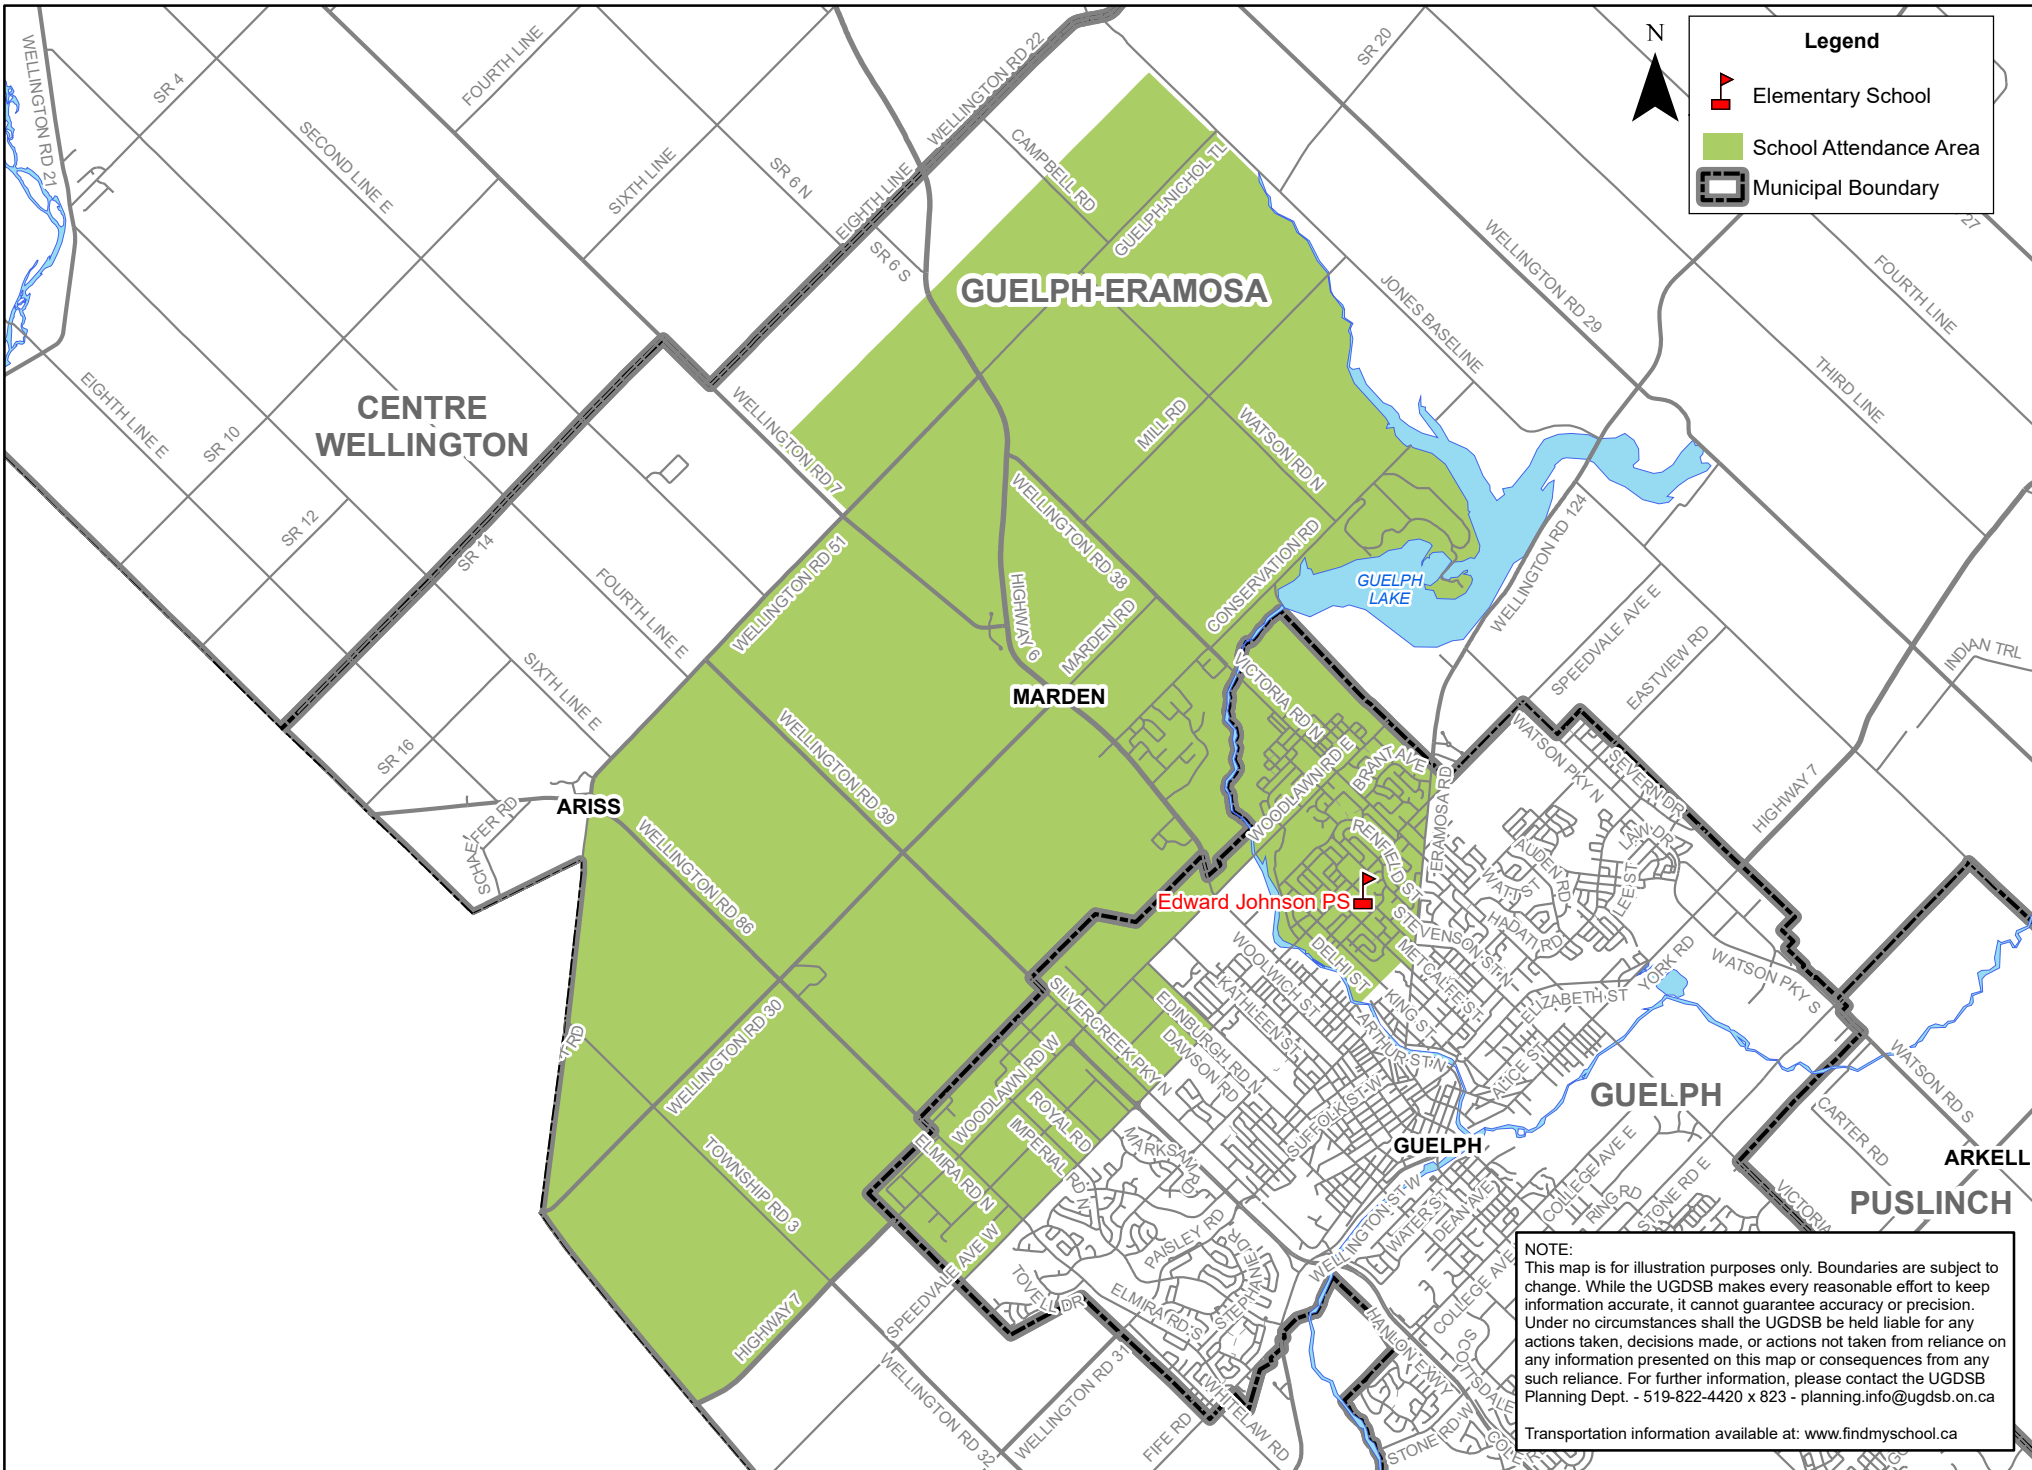 N
Legend
Elementary School
School Attendance Area
Municipal Boundary
WELLINGTON RD 21
SR 4
FOURTH LINE
SECOND LINE E
SIXTH LINE
SR 6 N
EIGHTH LINE
WELLINGTON RD 22
SR 6 S
CAMPBELL RD
GUELPH-NICHOL TL
SR 20
27
WELLINGTON RD 29
FOURTH LINE
JONES BASELINE
THIRD LINE
GUELPH-ERAMOSA
CENTRE
WELLINGTON
EIGHTH LINE E
SR 10
SR 12
SR 14
WELLINGTON RD 7
MILL RD
WATSON RD N
WELLINGTON RD 38
CONSERVATION RD
WELLINGTON RD 124
GUELPH
LAKE
WELLINGTON RD 51
FOURTH LINE E
SIXTH LINE E
HIGHWAY 6
MARDEN RD
MARDEN
SPEEDVALE AVE E
EASTVIEW RD
INDIAN TRL
VICTORIA RD N
WOODLAWN RD E
BRANT AVE
ERAMOSA RD
WATSON PKY N
SEVERN DR
HIGHWAY 7
SR 16
SCHAEFER RD
ARISS
WELLINGTON RD 39
WELLINGTON RD 86
RENFIELD ST
AUDEN RD
LAW DR
WATT ST
LEE ST
HADATI RD
Edward Johnson PS
STEVENSON ST N
METCALFE ST
DELHI ST
WOOLWICH ST
KATHLEEN ST
KING ST
ARTHUR ST N
ELIZABETH ST
YORK RD
WATSON PKY S
SILVERCREEK PKY N
EDINBURGH RD N
DAWSON RD
ALICE ST
WATSON RD S
WELLINGTON RD 30
WOODLAWN RD W
ROYAL RD
IMPERIAL RD N
SUFFOLK ST W
GUELPH
GUELPH
CARTER RD
ARKELL
PUSLINCH
TOWNSHIP RD 3
ELMIRA RD N
MARKSAM RD
PAISLEY RD
STEPHANIE DR
WELLINGTON ST W
WATER ST
DEAN AVE
COLLEGE AVE E
RING RD
STONE RD E
VICTORIA
HIGHWAY 7
SPEEDVALE AVE W
TOVELL DR
ELMIRA RD S
WELLINGTON RD 32
WELLINGTON RD 31
FIFE RD
WHITELAW RD
HANLON EXWY
COLLEGE AVE
SCOTTSDALE
STONE RD W
NOTE:
This map is for illustration purposes only. Boundaries are subject to
change. While the UGDSB makes every reasonable effort to keep
information accurate, it cannot guarantee accuracy or precision.
Under no circumstances shall the UGDSB be held liable for any
actions taken, decisions made, or actions not taken from reliance on
any information presented on this map or consequences from any
such reliance. For further information, please contact the UGDSB
Planning Dept. - 519-822-4420 x 823 - planning.info@ugdsb.on.ca
Transportation information available at: www.findmyschool.ca